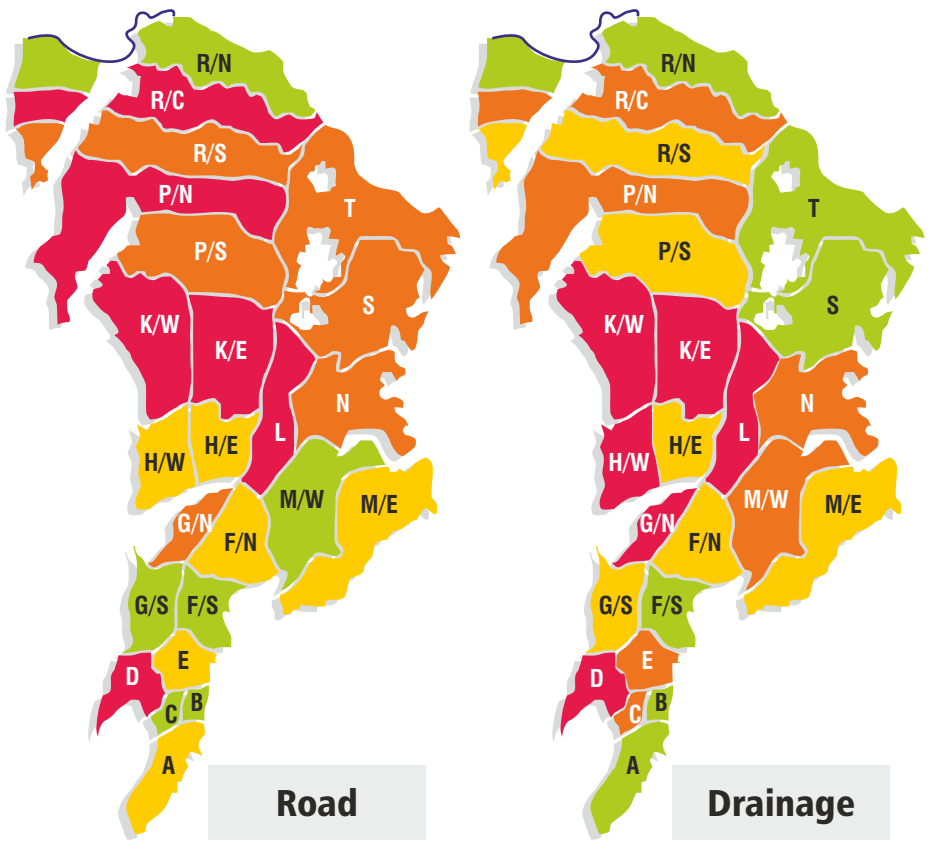 R/N
R/C
R/S
P/N
T
P/S
S
K/W
K/E
N
L
H/E
H/W
M/W
M/E
G/N
F/N
G/S
F/S
E
D
B
C
A
Road
R/N
R/C
R/S
P/N
T
P/S
S
K/W
K/E
N
L
H/E
H/W
M/W
M/E
G/N
F/N
G/S
F/S
E
D
B
C
A
Drainage